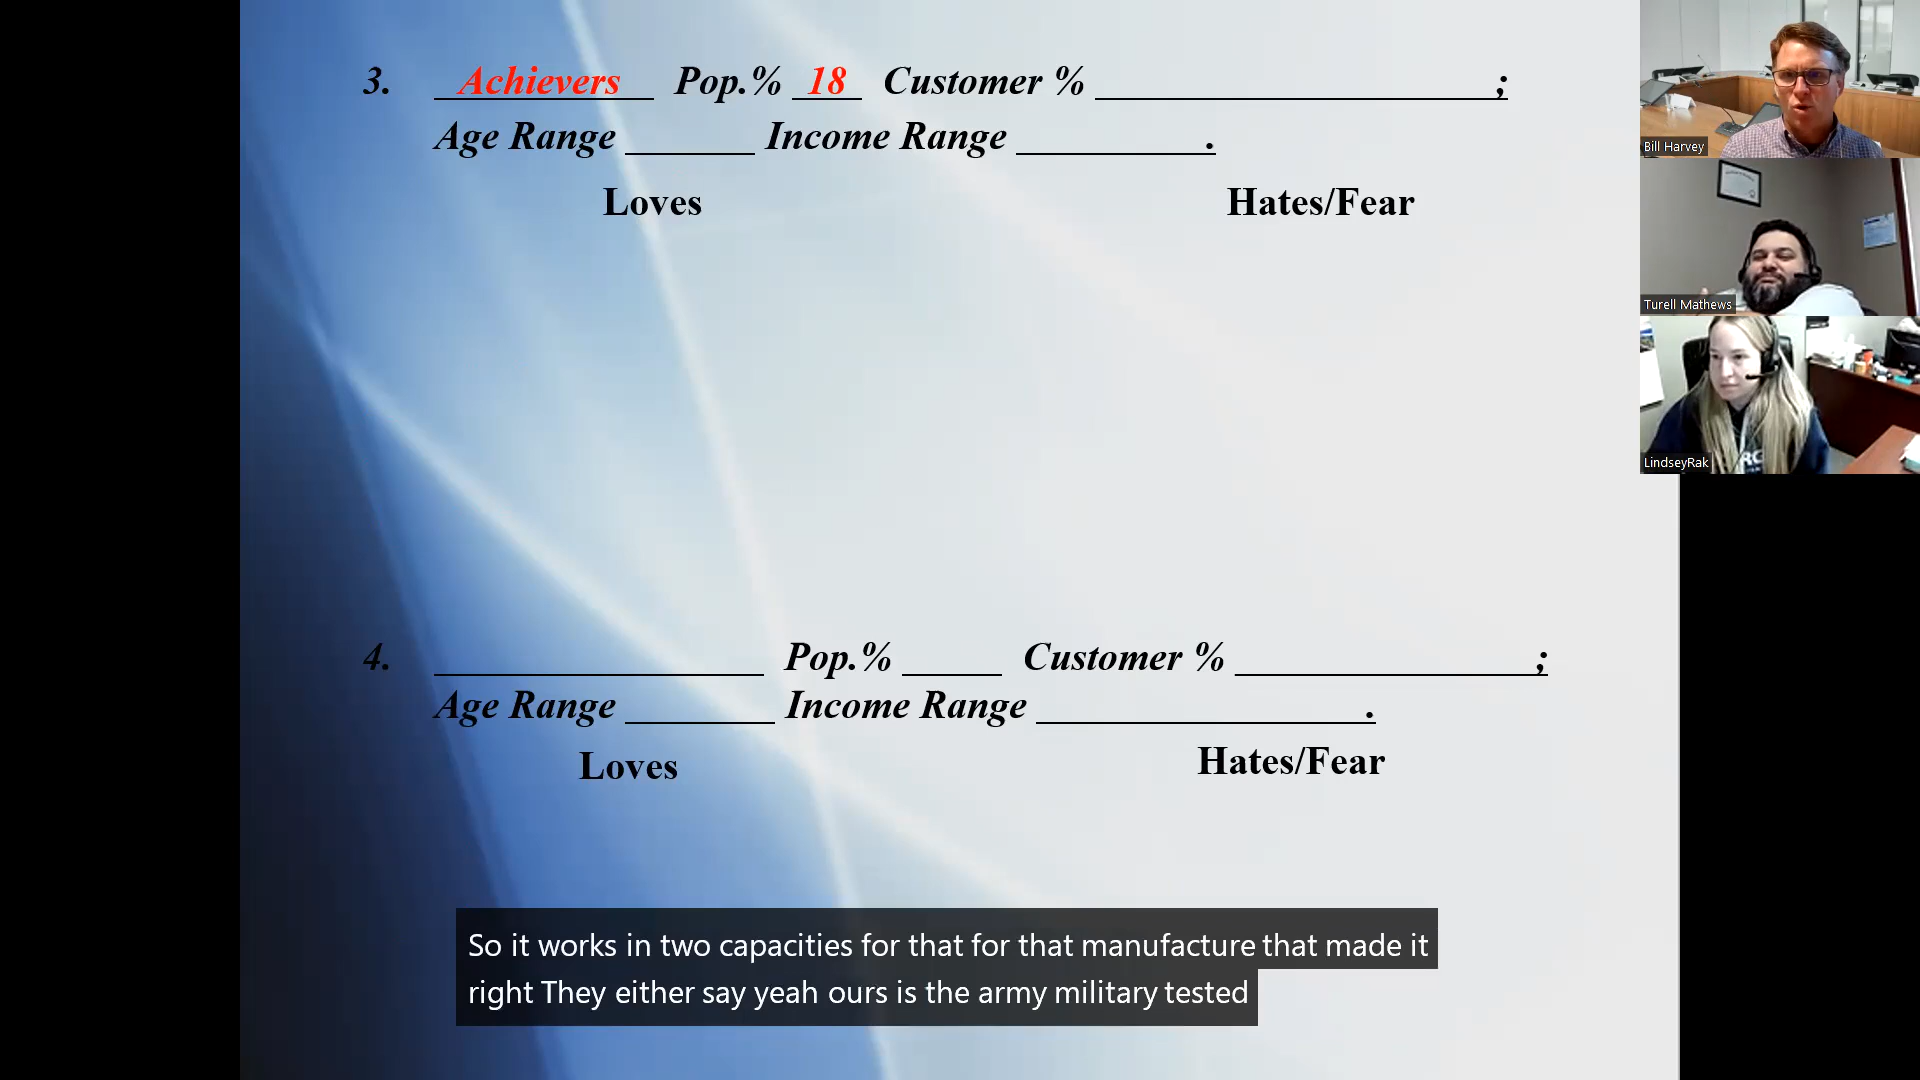 3. Achievers Pop.% 18 Customer % ;
Age Range Income Range .
Loves Hates/Fear
4. Pop.% Customer % ;
Age Range Income Range .
Loves Hates/Fear
So it works in two capacities for that for that manufacture that made it
right They either say yeah ours is the army military tested
Bill Harvey
Turell Mathews
LindseyRak